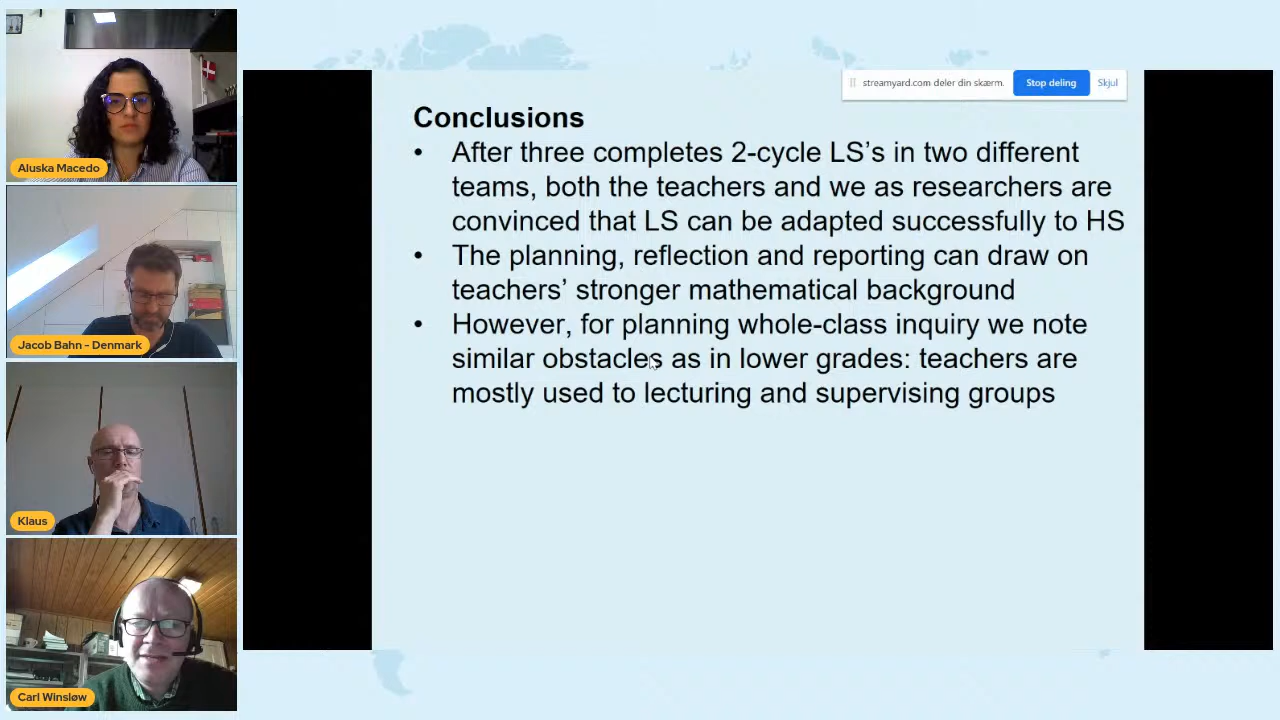 Aluska Macedo
Jacob Bahn - Denmark
Klaus
Carl Winsløw
streamyard.com deler din skærm.
Stop deling
Skjul
Conclusions
• After three completes 2-cycle LS’s in two different
teams, both the teachers and we as researchers are
convinced that LS can be adapted successfully to HS
• The planning, reflection and reporting can draw on
teachers’ stronger mathematical background
• However, for planning whole-class inquiry we note
similar obstacles as in lower grades: teachers are
mostly used to lecturing and supervising groups